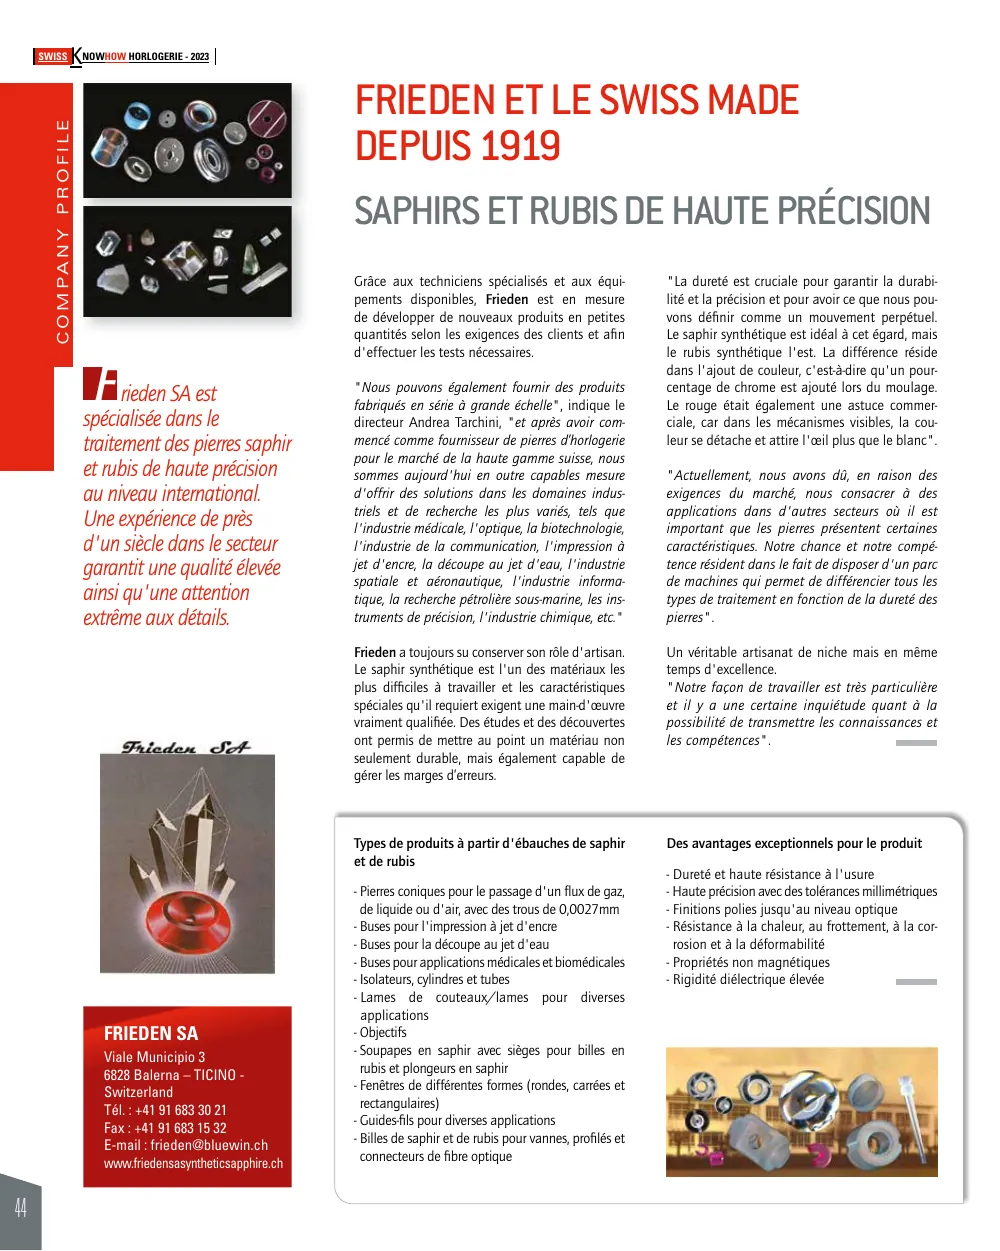 SWISS KNOWHOW HORLOGERIE - 2023
COMPANY PROFILE
FRIEDEN ET LE SWISS MADE
DEPUIS 1919
SAPHIRS ET RUBIS DE HAUTE PRÉCISION
Frieden SA est
spécialisée dans le
traitement des pierres saphir
et rubis de haute précision
au niveau international.
Une expérience de près
d'un siècle dans le secteur
garantit une qualité élevée
ainsi qu'une attention
extrême aux détails.
Grâce aux techniciens spécialisés et aux équi-
pements disponibles, Frieden est en mesure
de développer de nouveaux produits en petites
quantités selon les exigences des clients et afin
d'effectuer les tests nécessaires.
"Nous pouvons également fournir des produits
fabriqués en série à grande échelle", indique le
directeur Andrea Tarchini, "et après avoir com-
mencé comme fournisseur de pierres d’horlogerie
pour le marché de la haute gamme suisse, nous
sommes aujourd'hui en outre capables mesure
d'offrir des solutions dans les domaines indus-
triels et de recherche les plus variés, tels que
l'industrie médicale, l'optique, la biotechnologie,
l'industrie de la communication, l'impression à
jet d'encre, la découpe au jet d'eau, l'industrie
spatiale et aéronautique, l'industrie informa-
tique, la recherche pétrolière sous-marine, les ins-
truments de précision, l'industrie chimique, etc."
Frieden a toujours su conserver son rôle d'artisan.
Le saphir synthétique est l'un des matériaux les
plus difficiles à travailler et les caractéristiques
spéciales qu'il requiert exigent une main-d'œuvre
vraiment qualifiée. Des études et des découvertes
ont permis de mettre au point un matériau non
seulement durable, mais également capable de
gérer les marges d’erreurs.
"La dureté est cruciale pour garantir la durabi-
lité et la précision et pour avoir ce que nous pou-
vons définir comme un mouvement perpétuel.
Le saphir synthétique est idéal à cet égard, mais
le rubis synthétique l'est. La différence réside
dans l'ajout de couleur, c'est-à-dire qu'un pour-
centage de chrome est ajouté lors du moulage.
Le rouge était également une astuce commer-
ciale, car dans les mécanismes visibles, la cou-
leur se détache et attire l'œil plus que le blanc".
"Actuellement, nous avons dû, en raison des
exigences du marché, nous consacrer à des
applications dans d'autres secteurs où il est
important que les pierres présentent certaines
caractéristiques. Notre chance et notre compé-
tence résident dans le fait de disposer d'un parc
de machines qui permet de différencier tous les
types de traitement en fonction de la dureté des
pierres".
Un véritable artisanat de niche mais en même
temps d'excellence.
"Notre façon de travailler est très particulière
et il y a une certaine inquiétude quant à la
possibilité de transmettre les connaissances et
les compétences".
Frieden SA
FRIEDEN SA
Viale Municipio 3
6828 Balerna – TICINO -
Switzerland
Tél. : +41 91 683 30 21
Fax : +41 91 683 15 32
E-mail : frieden@bluewin.ch
www.friedensasyntheticsapphire.ch
Types de produits à partir d'ébauches de saphir
et de rubis
- Pierres coniques pour le passage d'un flux de gaz,
de liquide ou d'air, avec des trous de 0,0027mm
- Buses pour l'impression à jet d'encre
- Buses pour la découpe au jet d'eau
- Buses pour applications médicales et biomédicales
- Isolateurs, cylindres et tubes
- Lames de couteaux/lames pour diverses
applications
- Objectifs
- Soupapes en saphir avec sièges pour billes en
rubis et plongeurs en saphir
- Fenêtres de différentes formes (rondes, carrées et
rectangulaires)
- Guides-fils pour diverses applications
- Billes de saphir et de rubis pour vannes, profilés et
connecteurs de fibre optique
Des avantages exceptionnels pour le produit
- Dureté et haute résistance à l'usure
- Haute précision avec des tolérances millimétriques
- Finitions polies jusqu'au niveau optique
- Résistance à la chaleur, au frottement, à la cor-
rosion et à la déformabilité
- Propriétés non magnétiques
- Rigidité diélectrique élevée
44